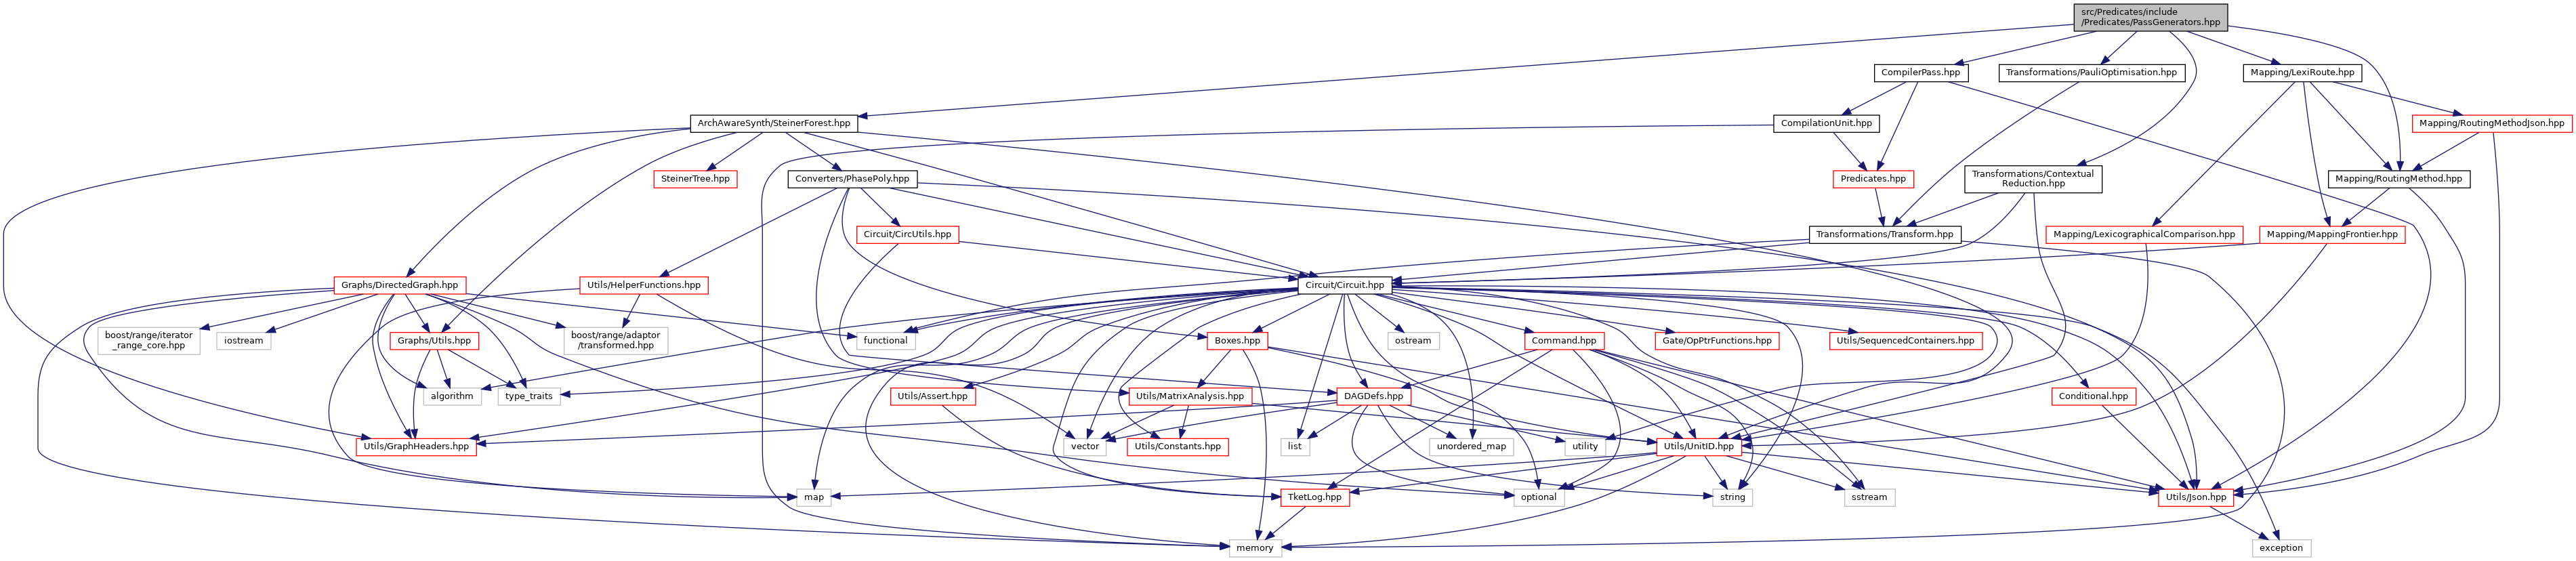 src/Predicates/include
/Predicates/PassGenerators.hpp
CompilerPass.hpp
Transformations/PauliOptimisation.hpp
Mapping/LexiRoute.hpp
ArchAwareSynth/SteinerForest.hpp
CompilationUnit.hpp
Mapping/RoutingMethodJson.hpp
SteinerTree.hpp
Converters/PhasePoly.hpp
Predicates.hpp
Transformations/Contextual
Reduction.hpp
Mapping/RoutingMethod.hpp
Circuit/CircUtils.hpp
Transformations/Transform.hpp
Mapping/LexicographicalComparison.hpp
Mapping/MappingFrontier.hpp
Graphs/DirectedGraph.hpp
Utils/HelperFunctions.hpp
Circuit/Circuit.hpp
boost/range/iterator
_range_core.hpp
iostream
Graphs/Utils.hpp
boost/range/adaptor
/transformed.hpp
functional
Boxes.hpp
ostream
Command.hpp
Gate/OpPtrFunctions.hpp
Utils/SequencedContainers.hpp
algorithm
type_traits
Utils/Assert.hpp
Utils/MatrixAnalysis.hpp
DAGDefs.hpp
Conditional.hpp
Utils/GraphHeaders.hpp
vector
Utils/Constants.hpp
list
unordered_map
utility
Utils/UnitID.hpp
map
TketLog.hpp
optional
string
sstream
Utils/Json.hpp
memory
exception